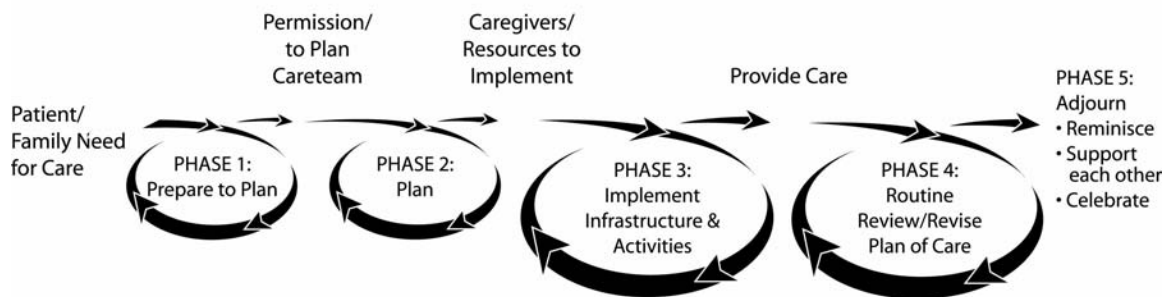 Patient/
Family Need
for Care
PHASE 1:
Prepare to Plan
Permission/
to Plan
Careteam
PHASE 2:
Plan
Caregivers/
Resources to
Implement
PHASE 3:
Implement
Infrastructure &
Activities
Provide Care
PHASE 4:
Routine
Review/Revise
Plan of Care
PHASE 5:
Adjourn
• Reminisce
• Support
each other
• Celebrate